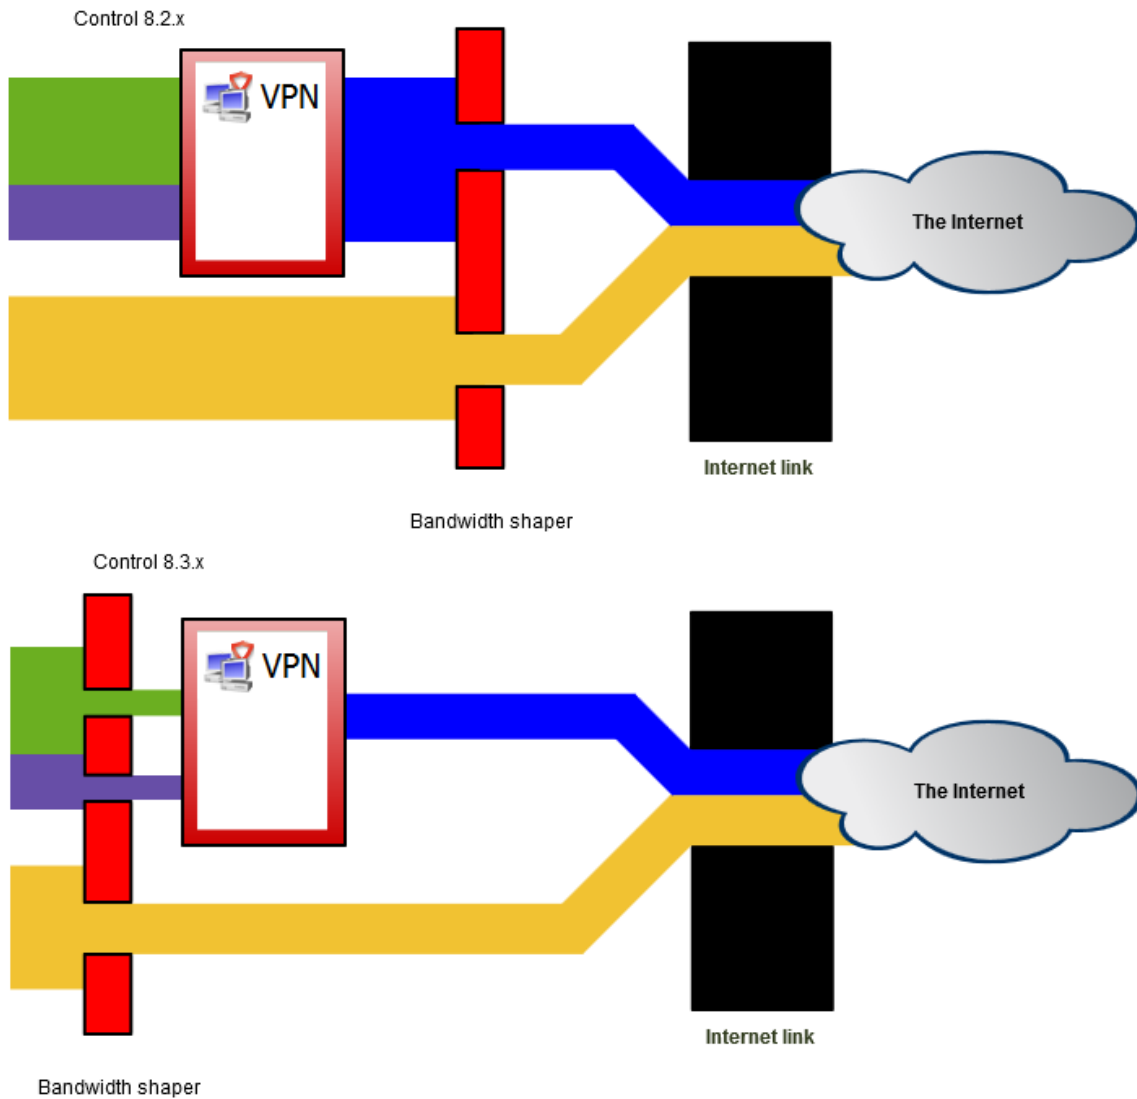 Control 8.2.x
VPN
The Internet
Internet link
Bandwidth shaper
Control 8.3.x
VPN
The Internet
Internet link
Bandwidth shaper